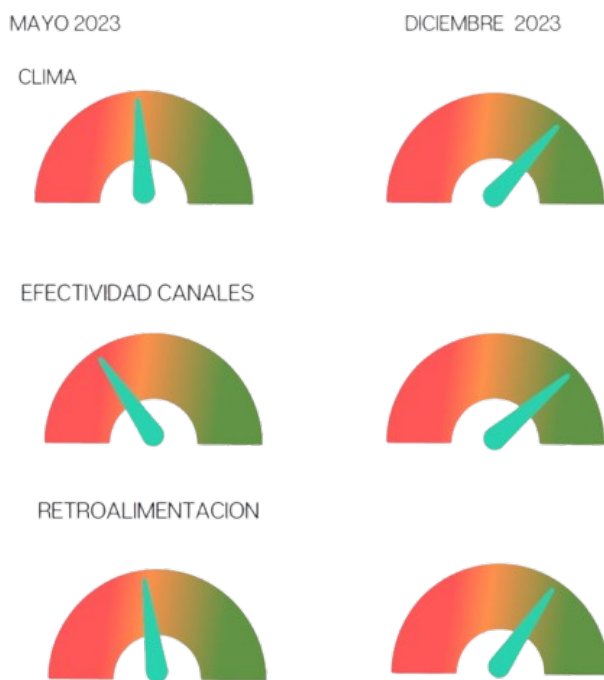 MAYO 2023
DICIEMBRE 2023
CLIMA
EFECTIVIDAD CANALES
RETROALIMENTACION